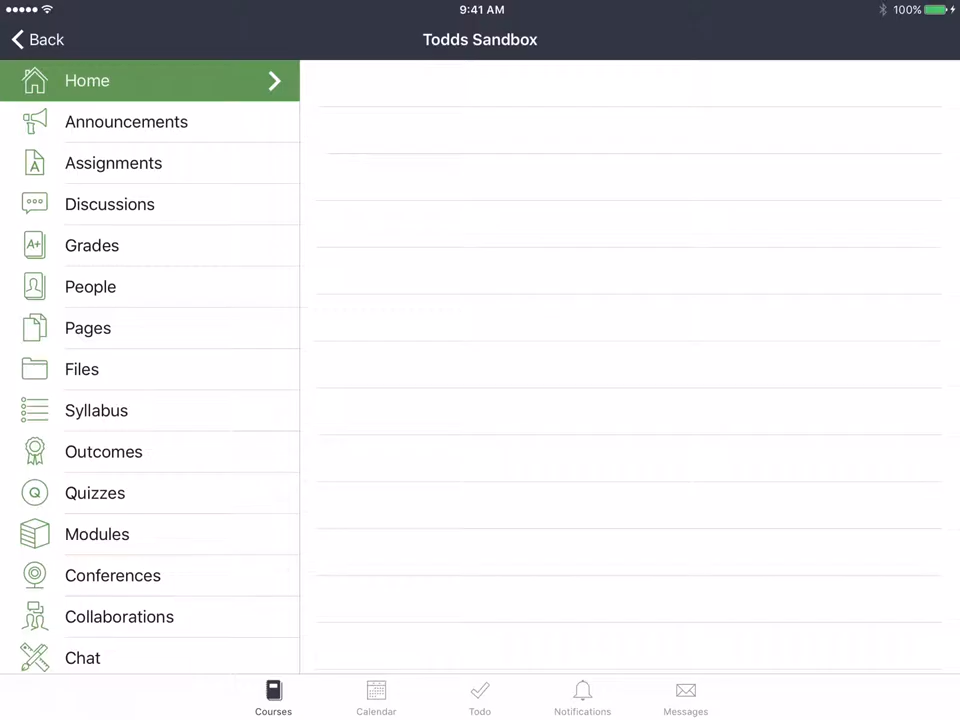 9:41 AM
100%
Back
Todds Sandbox
Home
Announcements
A
Assignments
Discussions
A+
Grades
People
Pages
Files
Syllabus
Outcomes
Q
Quizzes
Modules
Conferences
Collaborations
Chat
Courses
Calendar
Todo
Notifications
Messages